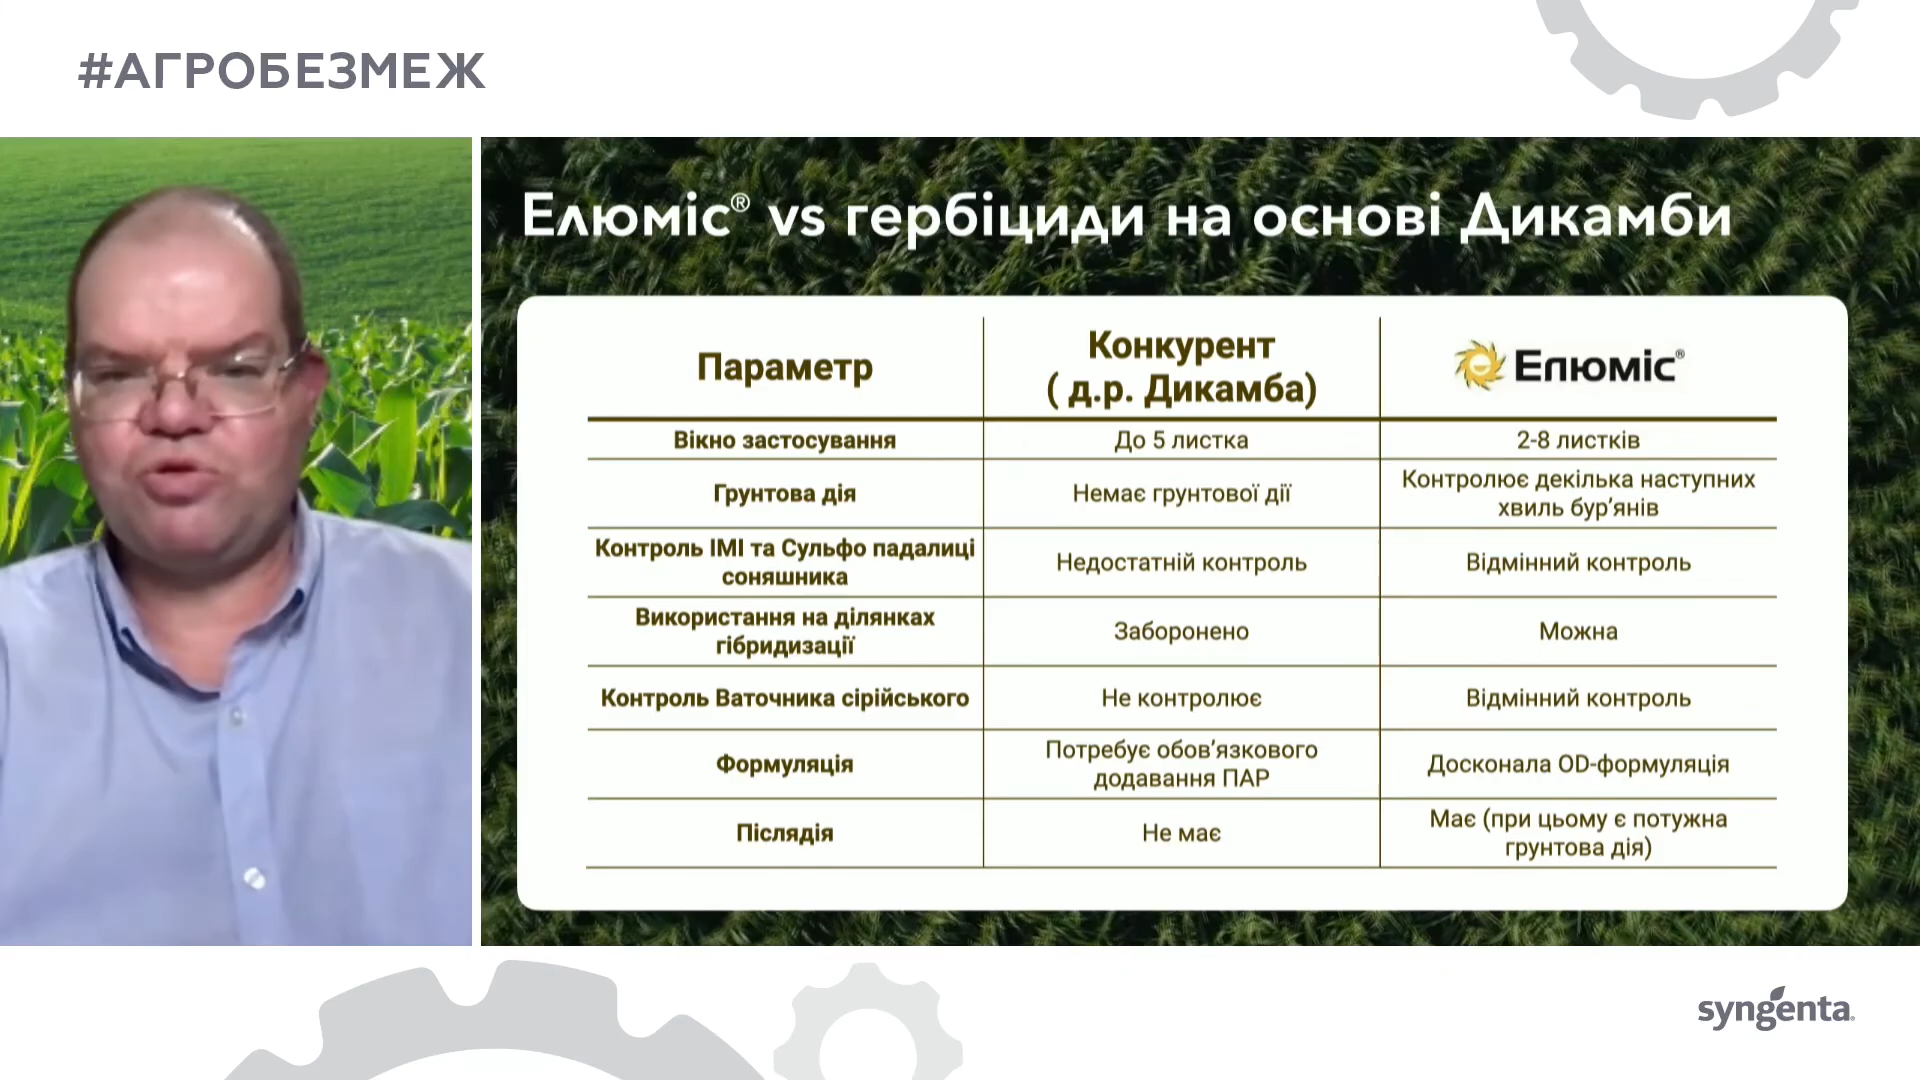 #АГРОБЕЗМЕЖ
Елюміс® vs гербіциди на основі Дикамби
Параметр
Конкурент
( д.р. Дикамба)
Елюміс®
Вікно застосування
До 5 листка
2-8 листків
Грунтова дія
Немає грунтової дії
Контролює декілька наступних
хвиль бур’янів
Контроль ІМІ та Сульфо падалиці
соняшника
Недостатній контроль
Відмінний контроль
Використання на ділянках
гібридизації
Заборонено
Можна
Контроль Ваточника сірійського
Не контролює
Відмінний контроль
Формуляція
Потребує обов’язкового
додавання ПАР
Досконала OD-формуляція
Післядія
Не має
Має (при цьому є потужна
грунтова дія)
syngenta